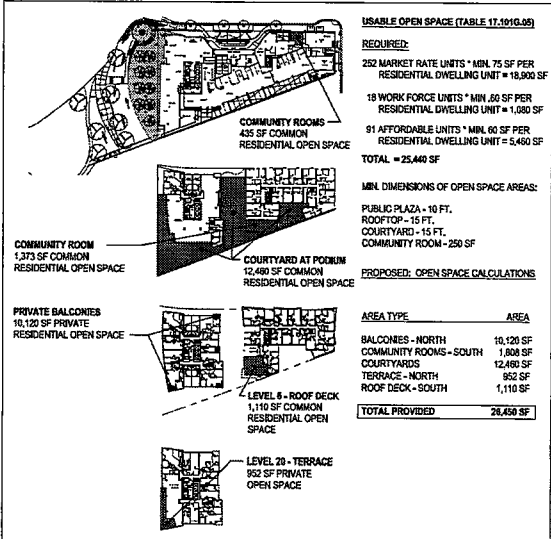 USABLE OPEN SPACE (TABLE 17.101G.05)
REQUIRED:
252 MARKET RATE UNITS * MIN. 75 SF PER
RESIDENTIAL DWELLING UNIT = 18,900 SF
18 WORK FORCE UNITS * MIN .60 SF PER
RESIDENTIAL DWELLING UNIT = 1,080 SF
91 AFFORDABLE UNITS * MIN. 60 SF PER
RESIDENTIAL DWELLING UNIT = 5,460 SF
TOTAL = 25,440 SF
MIN. DIMENSIONS OF OPEN SPACE AREAS:
PUBLIC PLAZA - 10 FT.
ROOFTOP - 15 FT.
COURTYARD - 15 FT.
COMMUNITY ROOM - 250 SF
PROPOSED: OPEN SPACE CALCULATIONS
AREA TYPE AREA
BALCONIES - NORTH 10,120 SF
COMMUNITY ROOMS - SOUTH 1,808 SF
COURTYARDS 12,460 SF
TERRACE - NORTH 952 SF
ROOF DECK - SOUTH 1,110 SF
TOTAL PROVIDED 26,450 SF
COMMUNITY ROOMS
435 SF COMMON
RESIDENTIAL OPEN SPACE
COMMUNITY ROOM
1,373 SF COMMON
RESIDENTIAL OPEN SPACE
COURTYARD AT PODIUM
12,460 SF COMMON
RESIDENTIAL OPEN SPACE
PRIVATE BALCONIES
10,120 SF PRIVATE
RESIDENTIAL OPEN SPACE
LEVEL 6 - ROOF DECK
1,110 SF COMMON
RESIDENTIAL OPEN
SPACE
LEVEL 20 - TERRACE
952 SF PRIVATE
OPEN SPACE